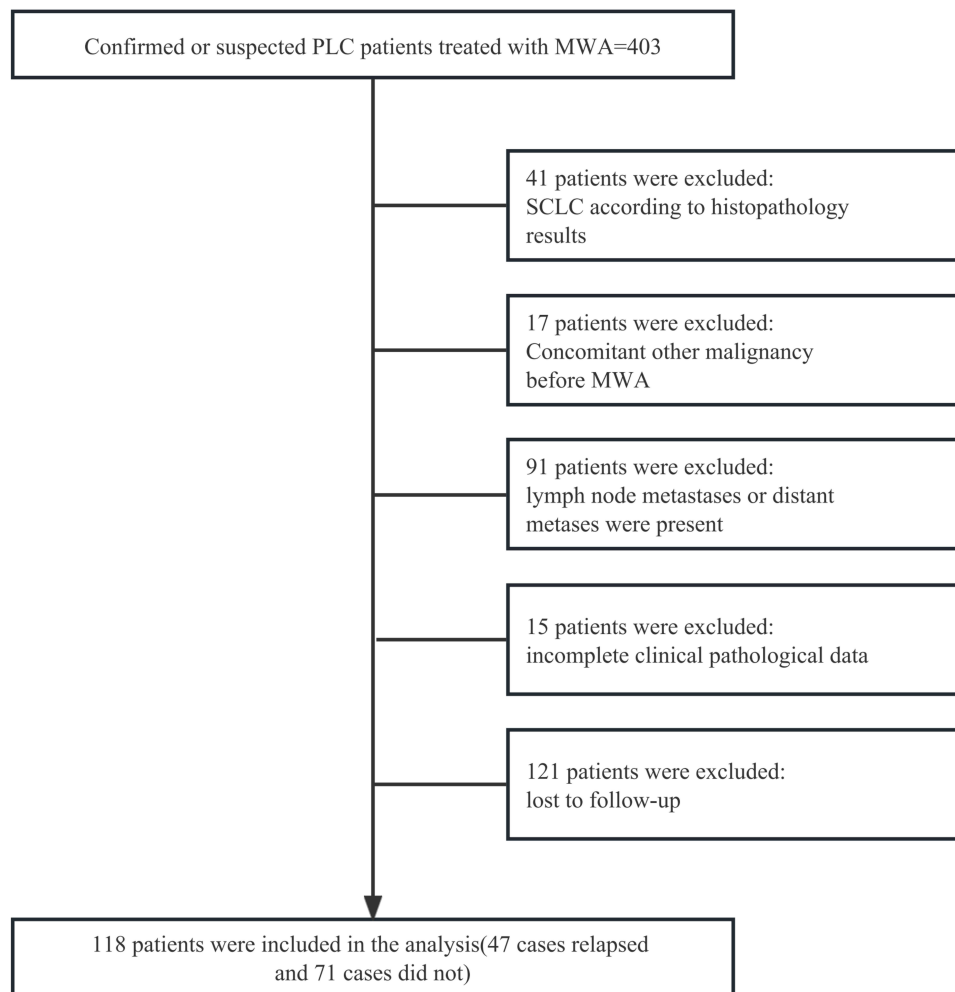 Confirmed or suspected PLC patients treated with MWA=403
41 patients were excluded:
SCLC according to histopathology
results
17 patients were excluded:
Concomitant other malignancy
before MWA
91 patients were excluded:
lymph node metastases or distant
metases were present
15 patients were excluded:
incomplete clinical pathological data
121 patients were excluded:
lost to follow-up
118 patients were included in the analysis(47 cases relapsed
and 71 cases did not)